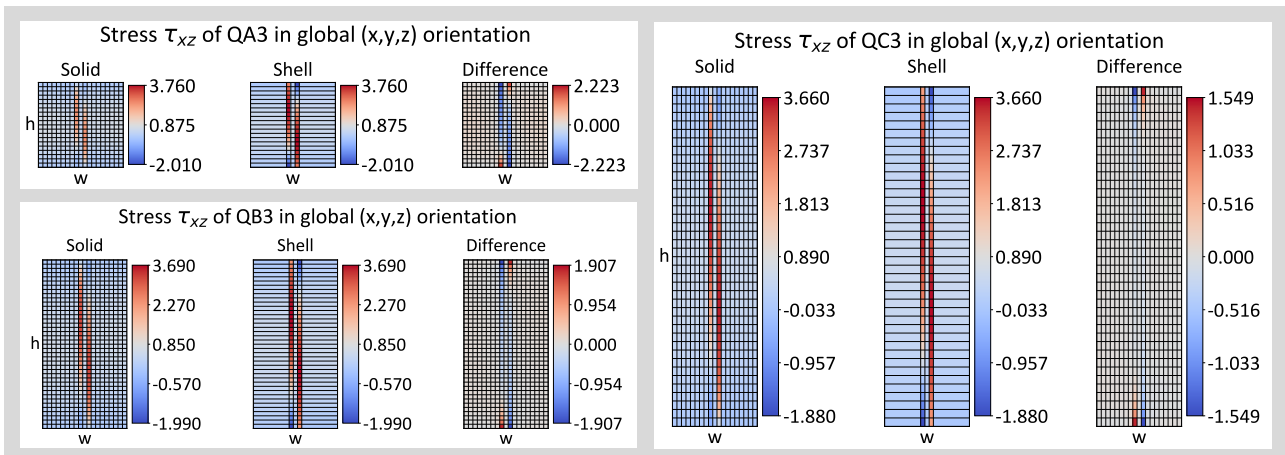 Stress τxz of QA3 in global (x,y,z) orientation
Solid
Shell
Difference
h
3.760
0.875
-2.010
3.760
0.875
-2.010
2.223
0.000
-2.223
w
w
w
Stress τxz of QB3 in global (x,y,z) orientation
Solid
Shell
Difference
h
3.690
2.270
0.850
-0.570
-1.990
3.690
2.270
0.850
-0.570
-1.990
1.907
0.954
0.000
-0.954
-1.907
w
w
w
Stress τxz of QC3 in global (x,y,z) orientation
Solid
Shell
Difference
h
3.660
2.737
1.813
0.890
-0.033
-0.957
-1.880
3.660
2.737
1.813
0.890
-0.033
-0.957
-1.880
1.549
1.033
0.516
0.000
-0.516
-1.033
-1.549
w
w
w